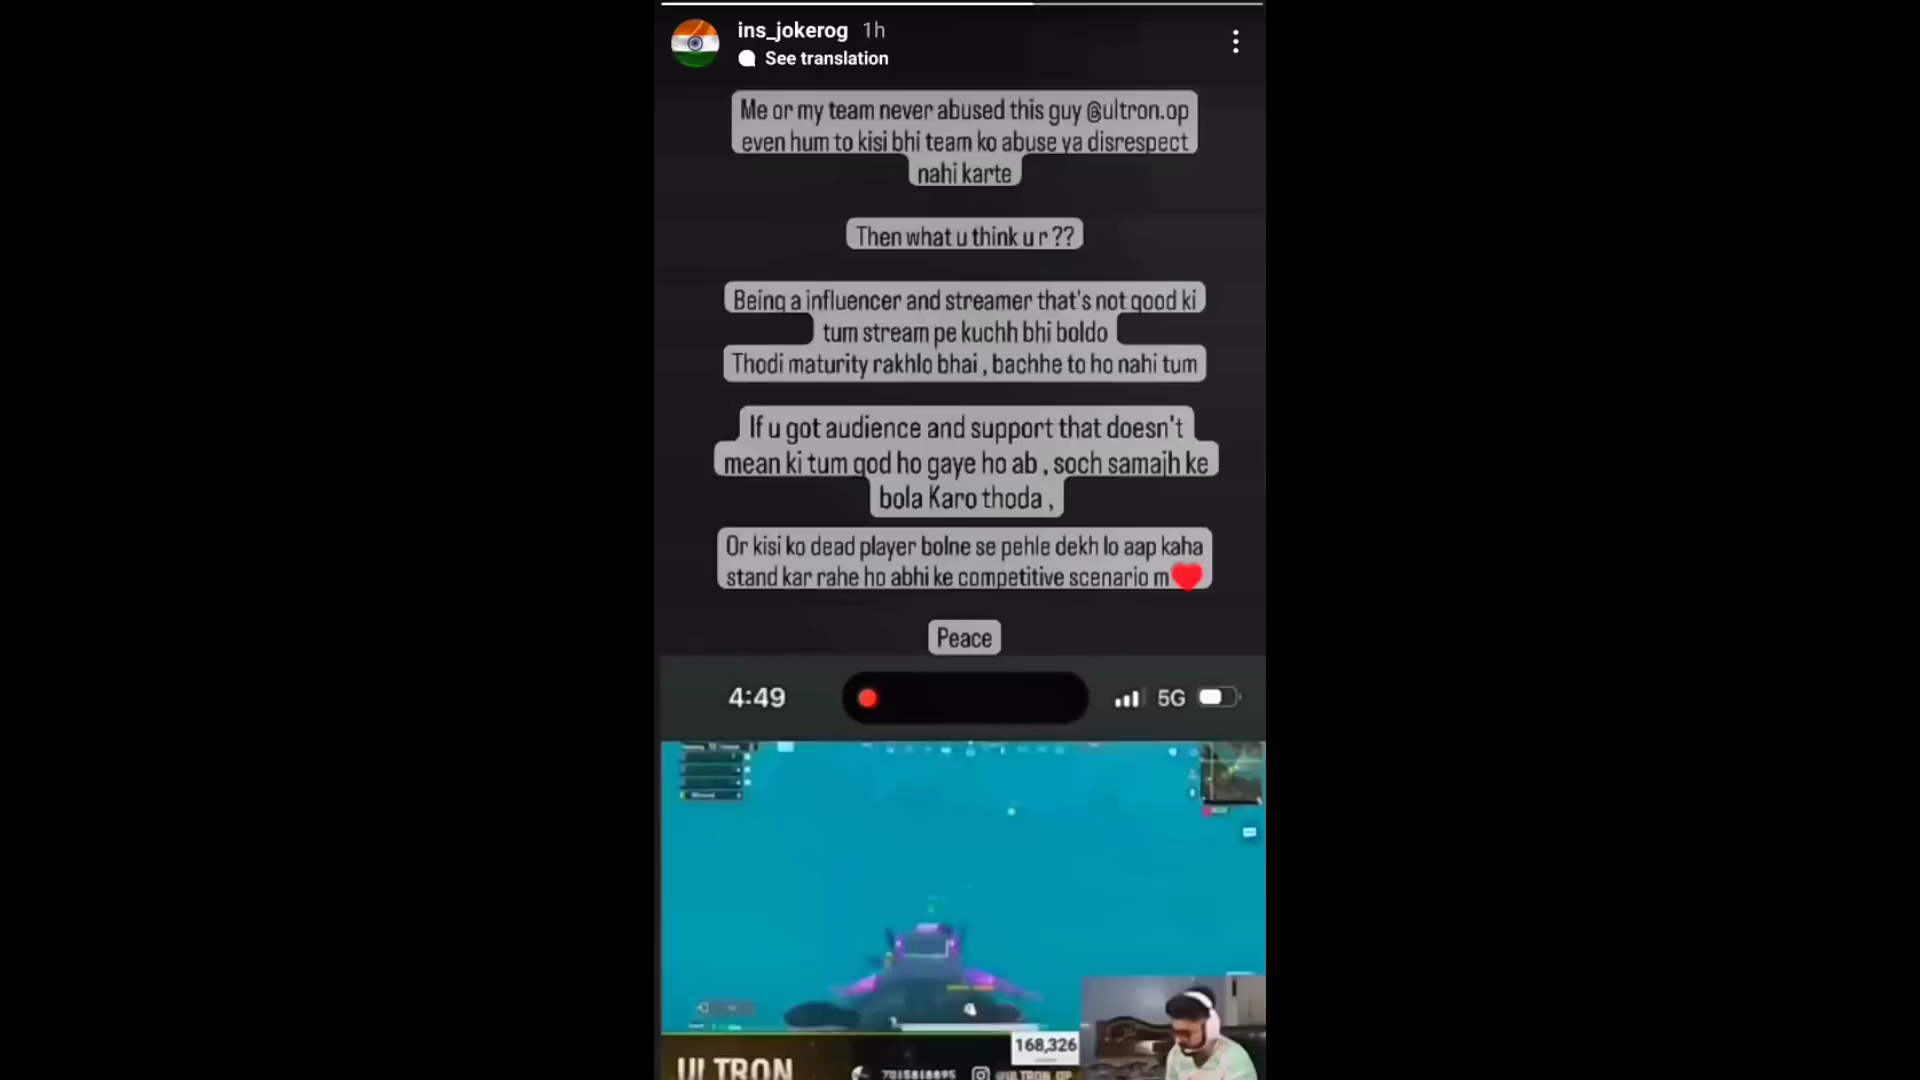 ins_jokerog 1h
See translation
Me or my team never abused this guy @ultron.op
even hum to kisi bhi team ko abuse ya disrespect
nahi karte
Then what u think u r ??
Being a influencer and streamer that's not good ki
tum stream pe kuchh bhi boldo
Thodi maturity rakhlo bhai , bachhe to ho nahi tum
If u got audience and support that doesn't
mean ki tum god ho gaye ho ab , soch samajh ke
bola Karo thoda ,
Or kisi ko dead player bolne se pehle dekh lo aap kaha
stand kar rahe ho abhi ke competitive scenario m
Peace
4:49 5G
168,326
ULTRON 7015818895 @ULTRON.OP